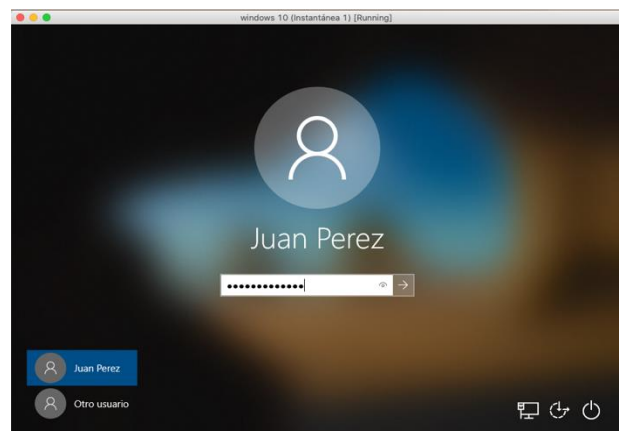 windows 10 (Instantánea 1) [Running]
Juan Perez
•••••••••••••
Juan Perez
Otro usuario